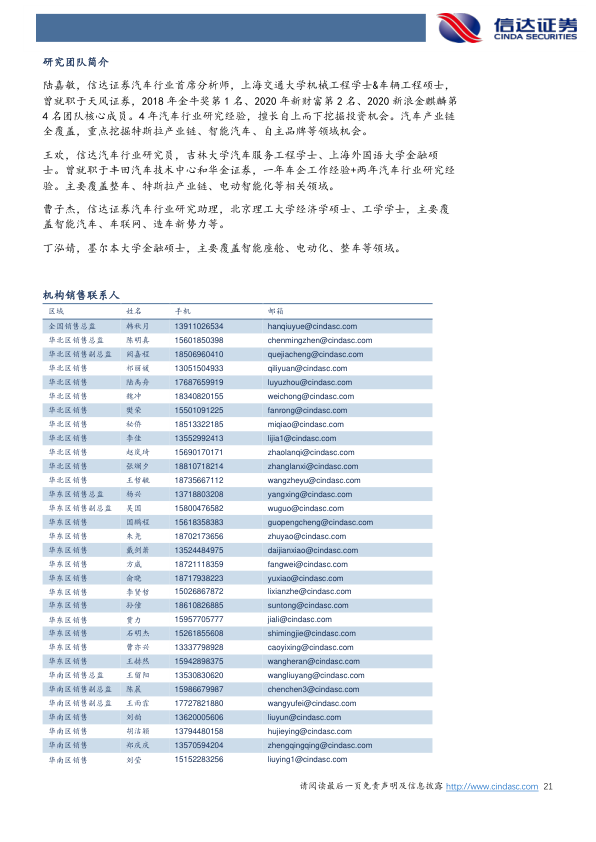 信达证券
CINDA SECURITIES
研究团队简介
陆嘉敏，信达证券汽车行业首席分析师，上海交通大学机械工程学士&车辆工程硕士，
曾就职于天风证券，2018 年金牛奖第 1 名、2020 年新财富第 2 名、2020 新浪金麒麟第
4 名团队核心成员。4 年汽车行业研究经验，擅长自上而下挖掘投资机会。汽车产业链
全覆盖，重点挖掘特斯拉产业链、智能汽车、自主品牌等领域机会。
王欢，信达汽车行业研究员，吉林大学汽车服务工程学士、上海外国语大学金融硕
士。曾就职于丰田汽车技术中心和华金证券，一年车企工作经验+两年汽车行业研究经
验。主要覆盖整车、特斯拉产业链、电动智能化等相关领域。
曹子杰，信达证券汽车行业研究助理，北京理工大学经济学硕士、工学学士，主要覆
盖智能汽车、车联网、造车新势力等。
丁泓婧，墨尔本大学金融硕士，主要覆盖智能座舱、电动化、整车等领域。
机构销售联系人
区域 姓名 手机 邮箱
全国销售总监 韩秋月 13911026534 hanqiuyue@cindasc.com
华北区销售总监 陈明真 15601850398 chenmingzhen@cindasc.com
华北区销售副总监 阙嘉程 18506960410 quejiacheng@cindasc.com
华北区销售 祁丽媛 13051504933 qiliyuan@cindasc.com
华北区销售 陆禹舟 17687659919 luyuzhou@cindasc.com
华北区销售 魏冲 18340820155 weichong@cindasc.com
华北区销售 樊荣 15501091225 fanrong@cindasc.com
华北区销售 秘侨 18513322185 miqiao@cindasc.com
华北区销售 李佳 13552992413 lijia1@cindasc.com
华北区销售 赵岚琦 15690170171 zhaolanqi@cindasc.com
华北区销售 张斓夕 18810718214 zhanglanxi@cindasc.com
华北区销售 王哲毓 18735667112 wangzheyu@cindasc.com
华东区销售总监 杨兴 13718803208 yangxing@cindasc.com
华东区销售副总监 吴国 15800476582 wuguo@cindasc.com
华东区销售 国鹏程 15618358383 guopengcheng@cindasc.com
华东区销售 朱尧 18702173656 zhuyao@cindasc.com
华东区销售 戴剑箫 13524484975 daijianxiao@cindasc.com
华东区销售 方威 18721118359 fangwei@cindasc.com
华东区销售 俞晓 18717938223 yuxiao@cindasc.com
华东区销售 李贤哲 15026867872 lixianzhe@cindasc.com
华东区销售 孙僮 18610826885 suntong@cindasc.com
华东区销售 贾力 15957705777 jiali@cindasc.com
华东区销售 石明杰 15261855608 shimingjie@cindasc.com
华东区销售 曹亦兴 13337798928 caoyixing@cindasc.com
华东区销售 王赫然 15942898375 wangheran@cindasc.com
华南区销售总监 王留阳 13530830620 wangliuyang@cindasc.com
华南区销售副总监 陈晨 15986679987 chenchen3@cindasc.com
华南区销售副总监 王雨霏 17727821880 wangyufei@cindasc.com
华南区销售 刘韵 13620005606 liuyun@cindasc.com
华南区销售 胡洁颖 13794480158 hujieying@cindasc.com
华南区销售 郑庆庆 13570594204 zhengqingqing@cindasc.com
华南区销售 刘莹 15152283256 liuying1@cindasc.com
请阅读最后一页免责声明及信息披露 http://www.cindasc.com 21